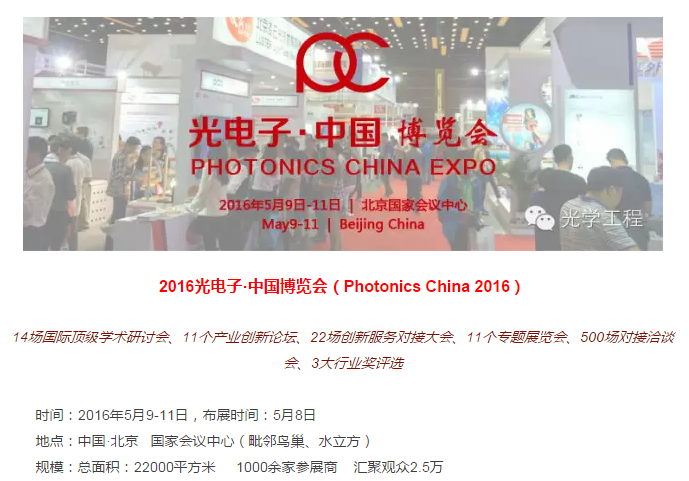 PC
光电子·中国 博览会
PHOTONICS CHINA EXPO
2016年5月9日-11日 | 北京国家会议中心
May9-11 | Beijing China
光学工程
2016光电子·中国博览会（Photonics China 2016）
14场国际顶级学术研讨会、11个产业创新论坛、22场创新服务对接大会、11个专题展览会、500场对接洽谈
会、3大行业奖评选
时间：2016年5月9-11日，布展时间：5月8日
地点：中国·北京 国家会议中心（毗邻鸟巢、水立方）
规模：总面积：22000平方米 1000余家参展商 汇聚观众2.5万